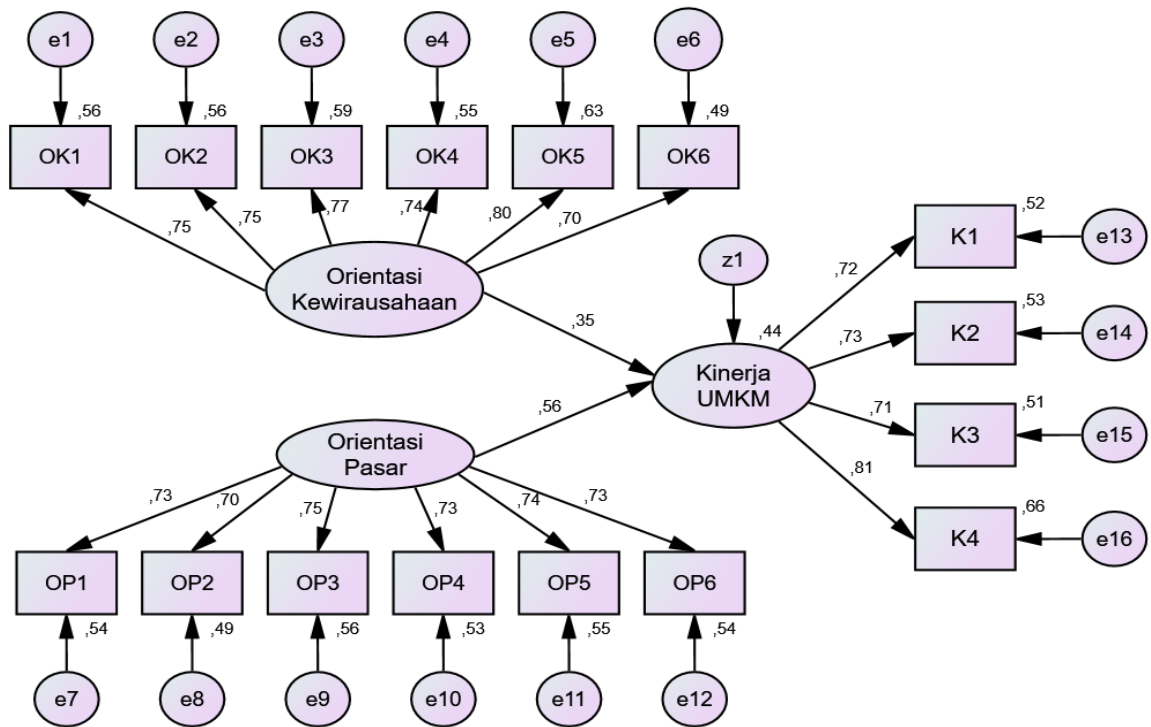 e1
e2
e3
e4
e5
e6
,56
,56
,59
,55
,63
,49
OK1
OK2
OK3
OK4
OK5
OK6
,75
,75
,77
,74
,80
,70
Orientasi
Kewirausahaan
,35
z1
,44
Kinerja
UMKM
,56
,72
,73
,71
,81
K1
,52
e13
K2
,53
e14
K3
,51
e15
K4
,66
e16
Orientasi
Pasar
,73
,70
,75
,73
,74
,73
OP1
OP2
OP3
OP4
OP5
OP6
,54
,49
,56
,53
,55
,54
e7
e8
e9
e10
e11
e12